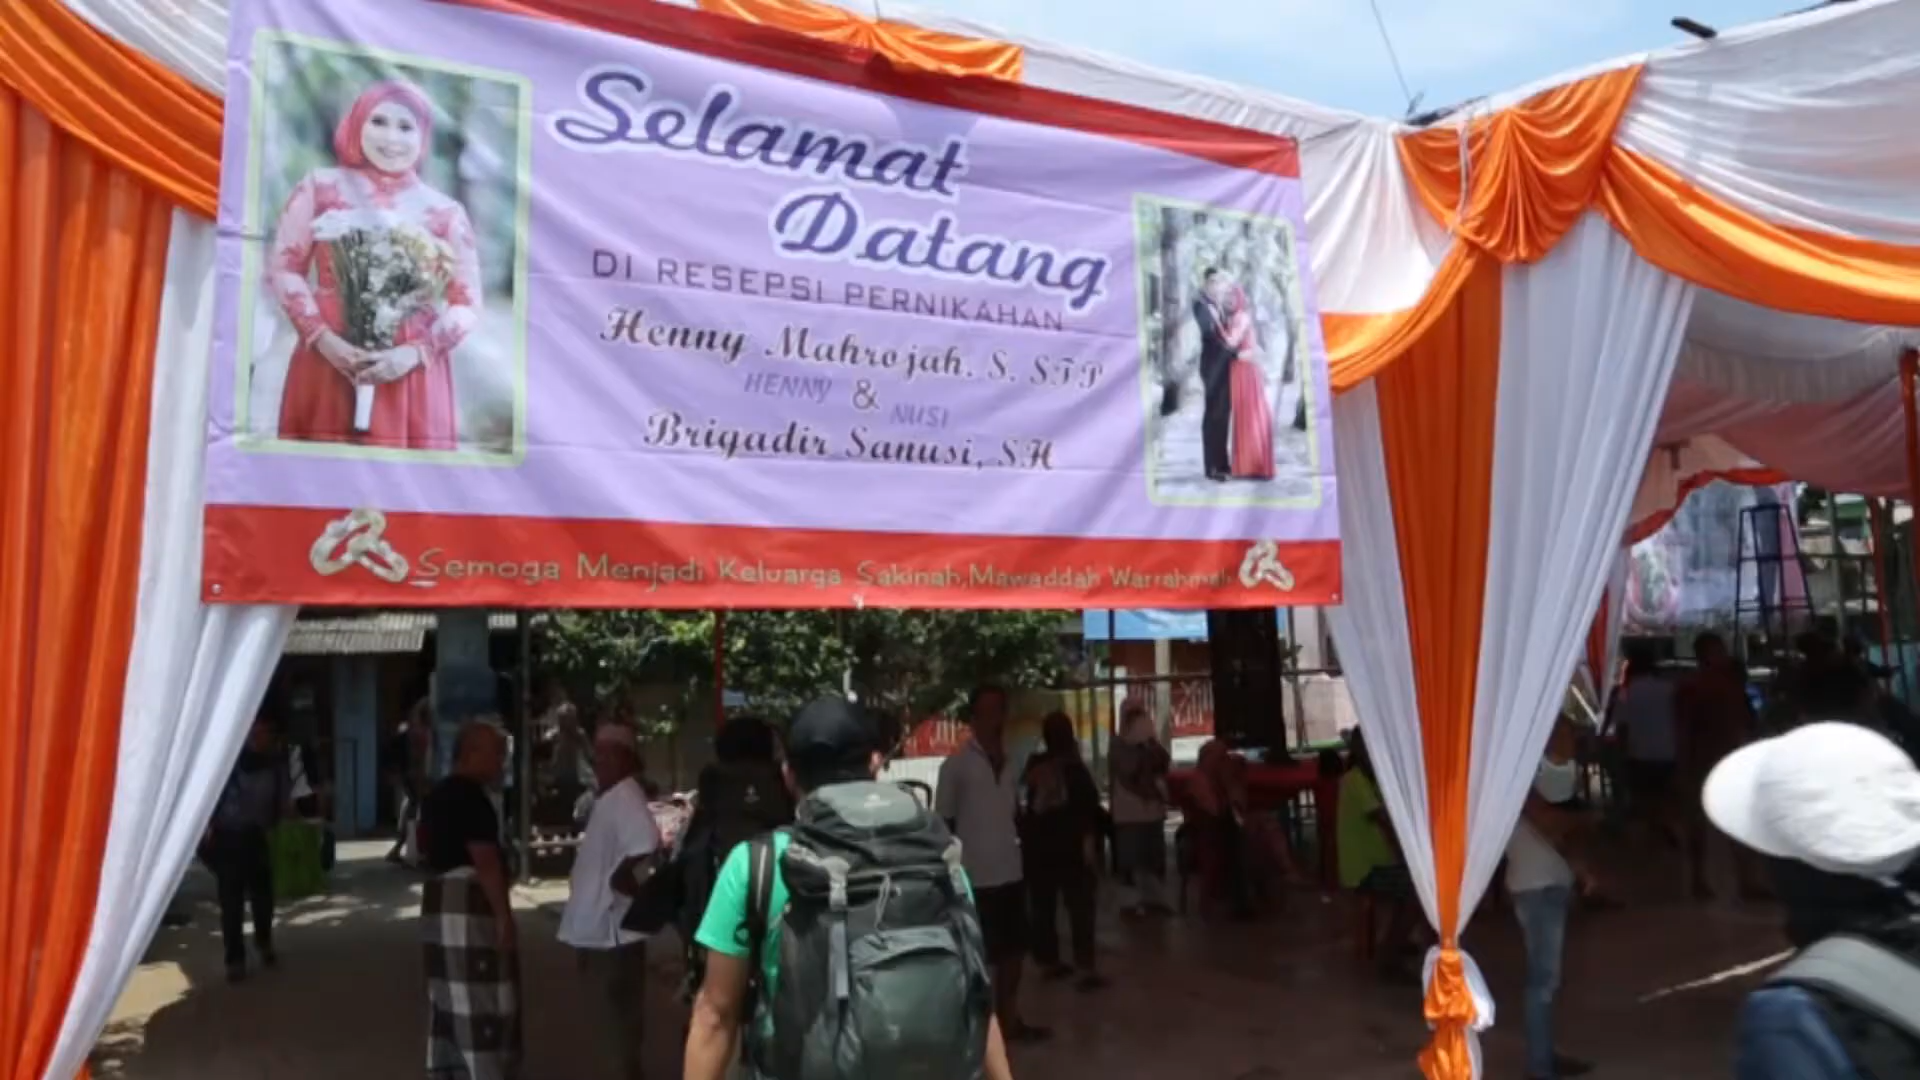 Selamat
Datang
DI RESEPSI PERNIKAHAN
Henny Mahrojah. S. STP
HENNY & NUSI
Brigadir Sanusi, SH
Semoga Menjadi Keluarga Sakinah, Mawaddah Warrahmah